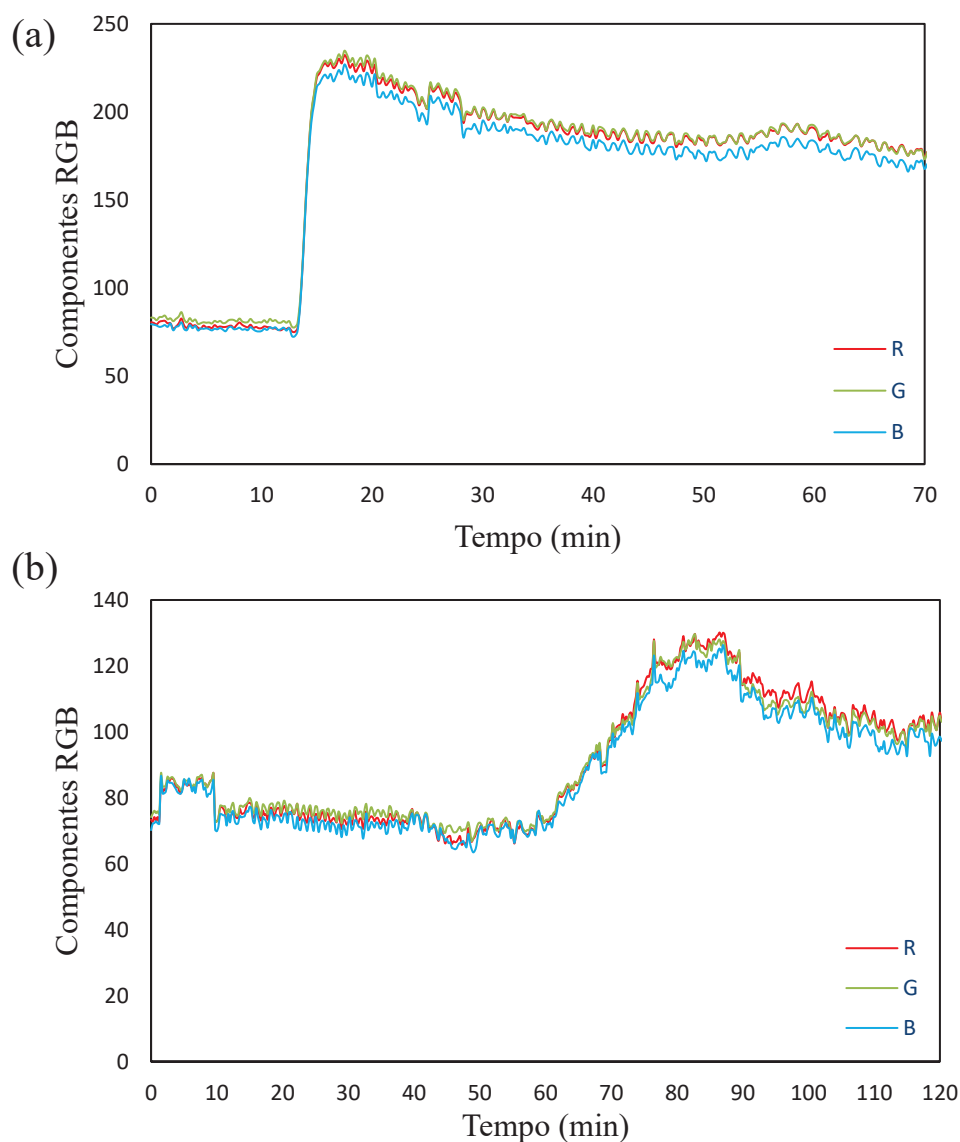 (a)
250
200
150
100
50
0
Componentes RGB
R
G
B
0 10 20 30 40 50 60 70
Tempo (min)
(b)
140
120
100
80
60
40
20
0
Componentes RGB
R
G
B
0 10 20 30 40 50 60 70 80 90 100 110 120
Tempo (min)